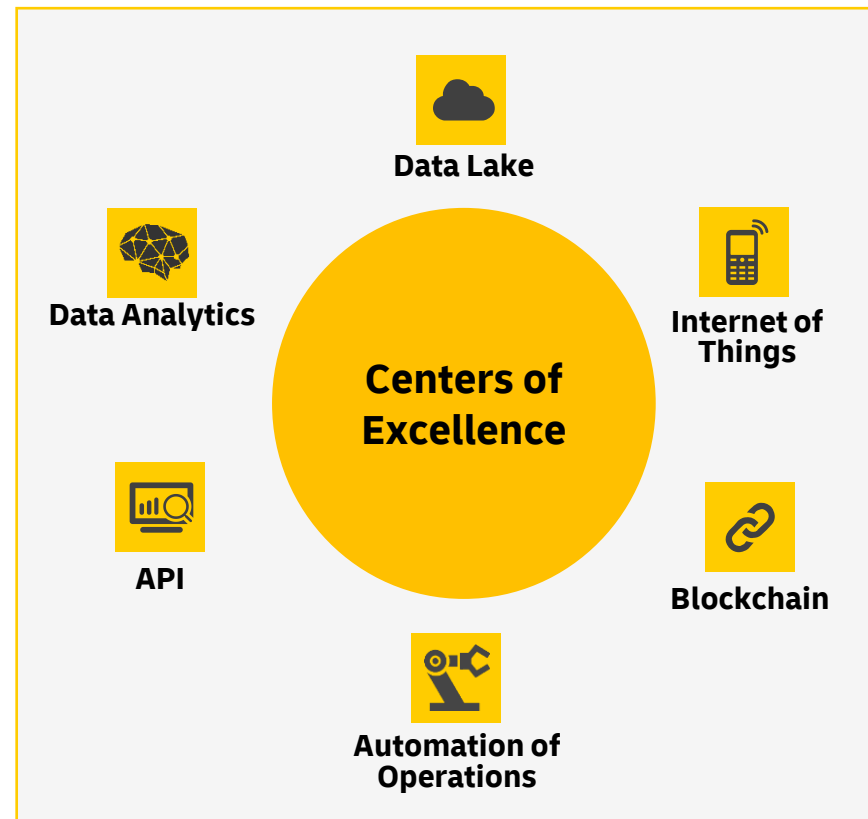 Data Lake
Data Analytics
Internet of
Things
Centers of
Excellence
API
Blockchain
Automation of
Operations